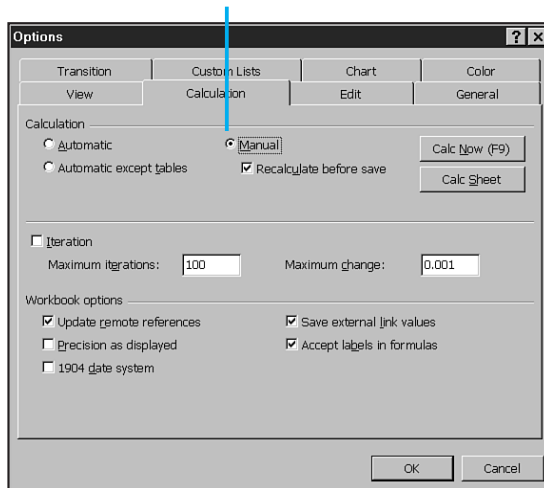 Options
Transition Custom Lists Chart Color
View Calculation Edit General
Calculation
Automatic Manual Calc Now (F9)
Automatic except tables Recalculate before save Calc Sheet
Iteration
Maximum iterations: 100 Maximum change: 0.001
Workbook options
Update remote references Save external link values
Precision as displayed Accept labels in formulas
1904 date system
OK Cancel